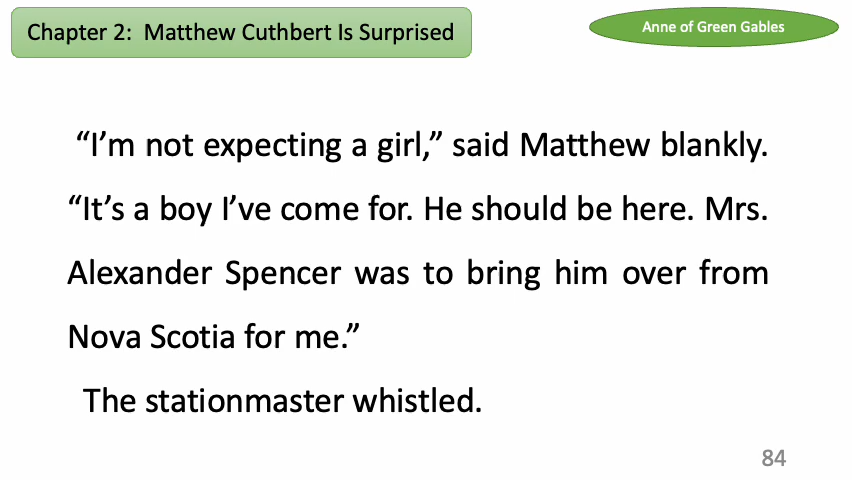 Chapter 2:  Matthew Cuthbert Is Surprised
Anne of Green Gables
“I’m not expecting a girl,” said Matthew blankly.
“It’s a boy I’ve come for. He should be here. Mrs.
Alexander Spencer was to bring him over from
Nova Scotia for me.”
The stationmaster whistled.
84